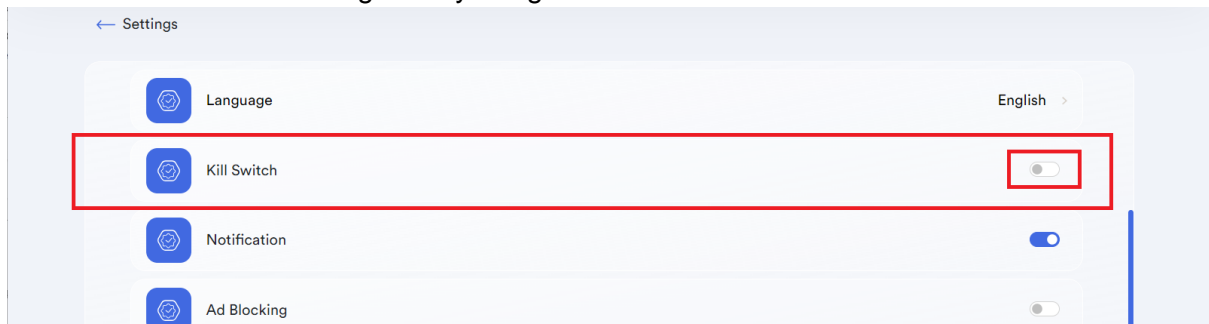 ← Settings
Language English >
Kill Switch
Notification
Ad Blocking